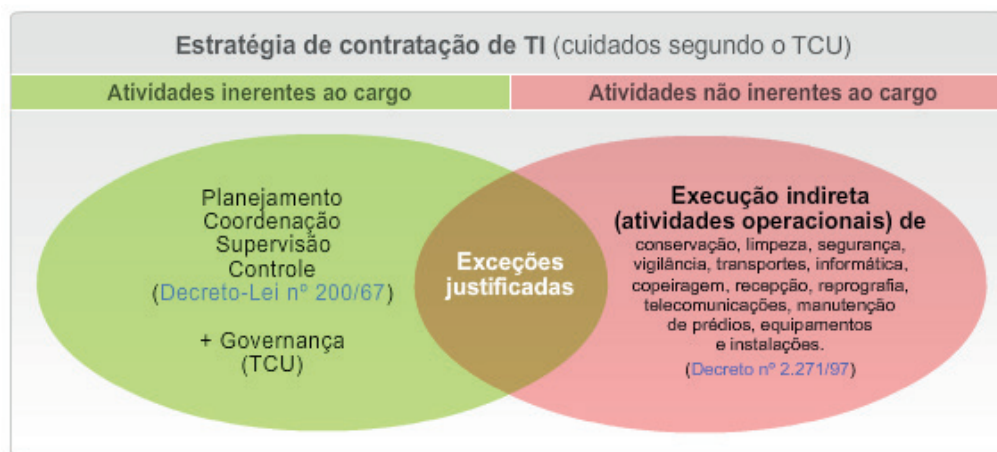 Estratégia de contratação de TI (cuidados segundo o TCU)
Atividades inerentes ao cargo
Atividades não inerentes ao cargo
Planejamento
Coordenação
Supervisão
Controle
(Decreto-Lei nº 200/67)
+ Governança
(TCU)
Exceções
justificadas
Execução indireta
(atividades operacionais) de
conservação, limpeza, segurança,
vigilância, transportes, informática,
copeiragem, recepção, reprografia,
telecomunicações, manutenção
de prédios, equipamentos
e instalações.
(Decreto nº 2.271/97)